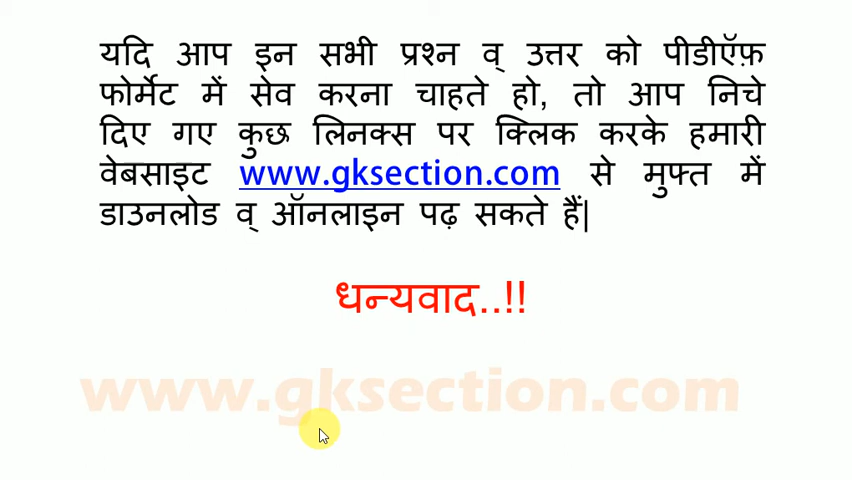 यदि आप इन सभी प्रश्न व् उत्तर को पीडीऍफ़
फोर्मेट में सेव करना चाहते हो, तो आप निचे
दिए गए कुछ लिनक्स पर क्लिक करके हमारी
वेबसाइट www.gksection.com से मुफ्त में
डाउनलोड व् ऑनलाइन पढ़ सकते हैं|
धन्यवाद..!!
www.gksection.com